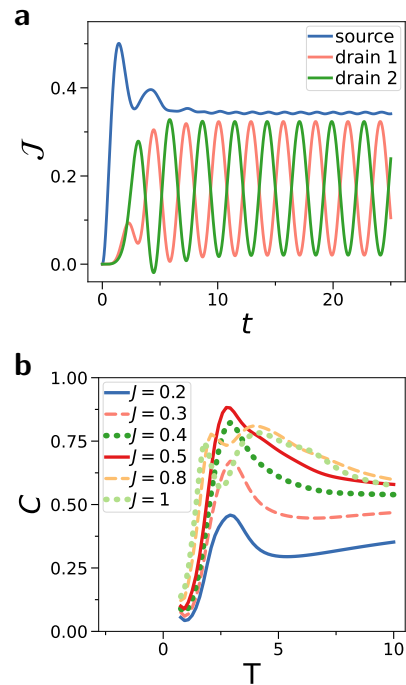 a
source
drain 1
drain 2
0.4
0.2
0.0
𝒥
0
10
20
t
b
1.00
0.75
0.50
0.25
0.00
C
J = 0.2
J = 0.3
J = 0.4
J = 0.5
J = 0.8
J = 1
0
5
10
T